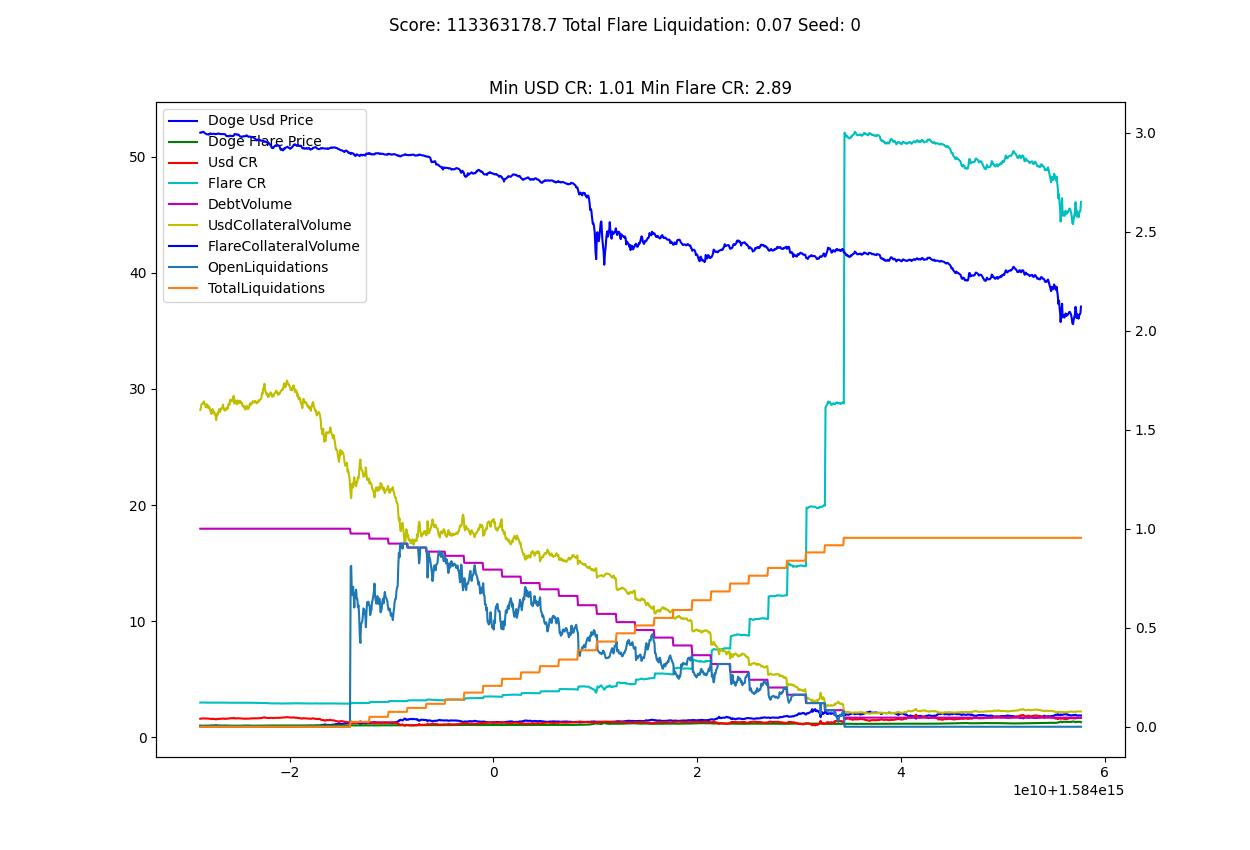 Score: 113363178.7 Total Flare Liquidation: 0.07 Seed: 0
Min USD CR: 1.01 Min Flare CR: 2.89
Doge Usd Price
Doge Flare Price
Usd CR
Flare CR
DebtVolume
UsdCollateralVolume
FlareCollateralVolume
OpenLiquidations
TotalLiquidations
50
40
30
20
10
0
3.0
2.5
2.0
1.5
1.0
0.5
0.0
−2
0
2
4
6
1e10+1.584e15